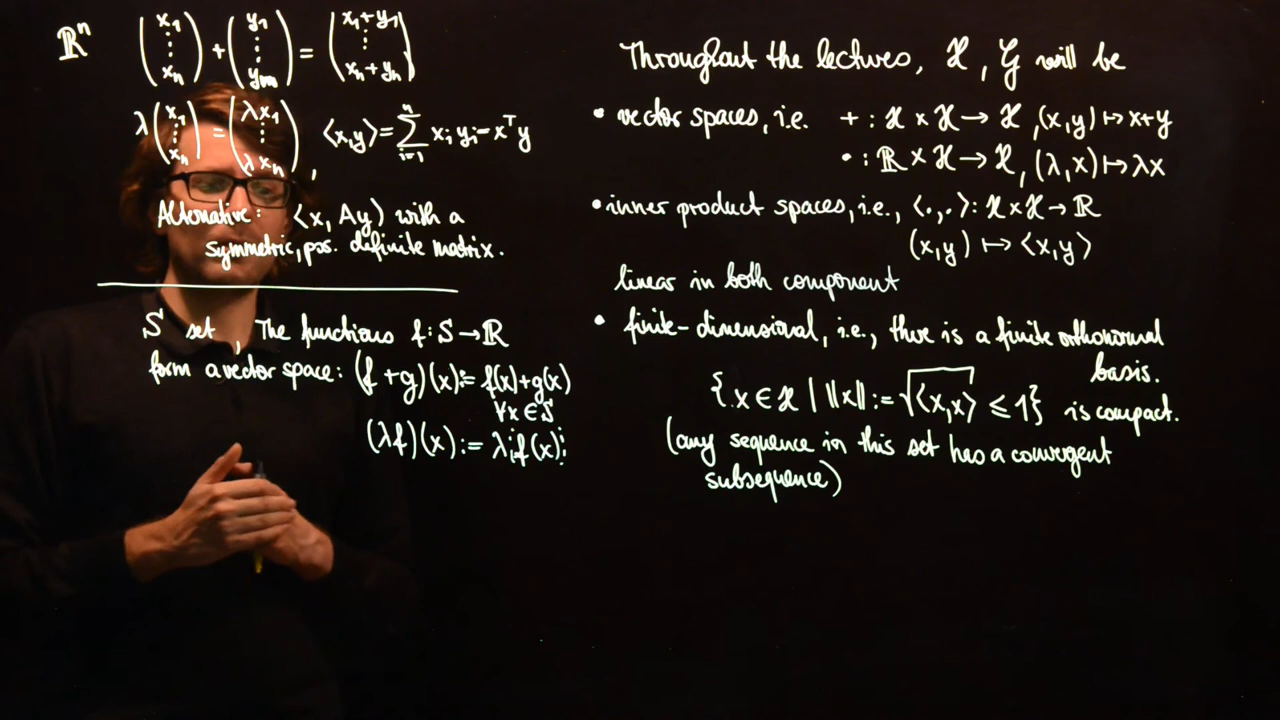 ℝⁿ (x₁ ⋮ xₙ) + (y₁ ⋮ yₘ) = (x₁+y₁ ⋮ xₙ+yₙ)
λ(x₁ ⋮ xₙ) = (λx₁ ⋮ λxₙ), ⟨x,y⟩ = ∑ᵢ₌₁ⁿ xᵢ yᵢ = xᵀy
Alternative: ⟨x, Ay⟩ with a
symmetric, pos. definite matrix.
S set, The functions f: S → ℝ
form a vector space: (f+g)(x) := f(x)+g(x)
∀x ∈ S
(λf)(x) := λ f(x)
Throughout the lectures, 𝓗, 𝓖 will be
• vector spaces, i.e. + : 𝓗 × 𝓗 → 𝓗, (x,y) ↦ x+y
• : ℝ × 𝓗 → 𝓗, (λ,x) ↦ λx
• inner product spaces, i.e., ⟨·,·⟩: 𝓗×𝓗 → ℝ
(x,y) ↦ ⟨x,y⟩
linear in both component
• finite-dimensional, i.e., there is a finite orthonormal
basis.
{x ∈ 𝓗 | ‖x‖ := √⟨x,x⟩ ≤ 1} is compact.
(any sequence in this set has a convergent
subsequence)